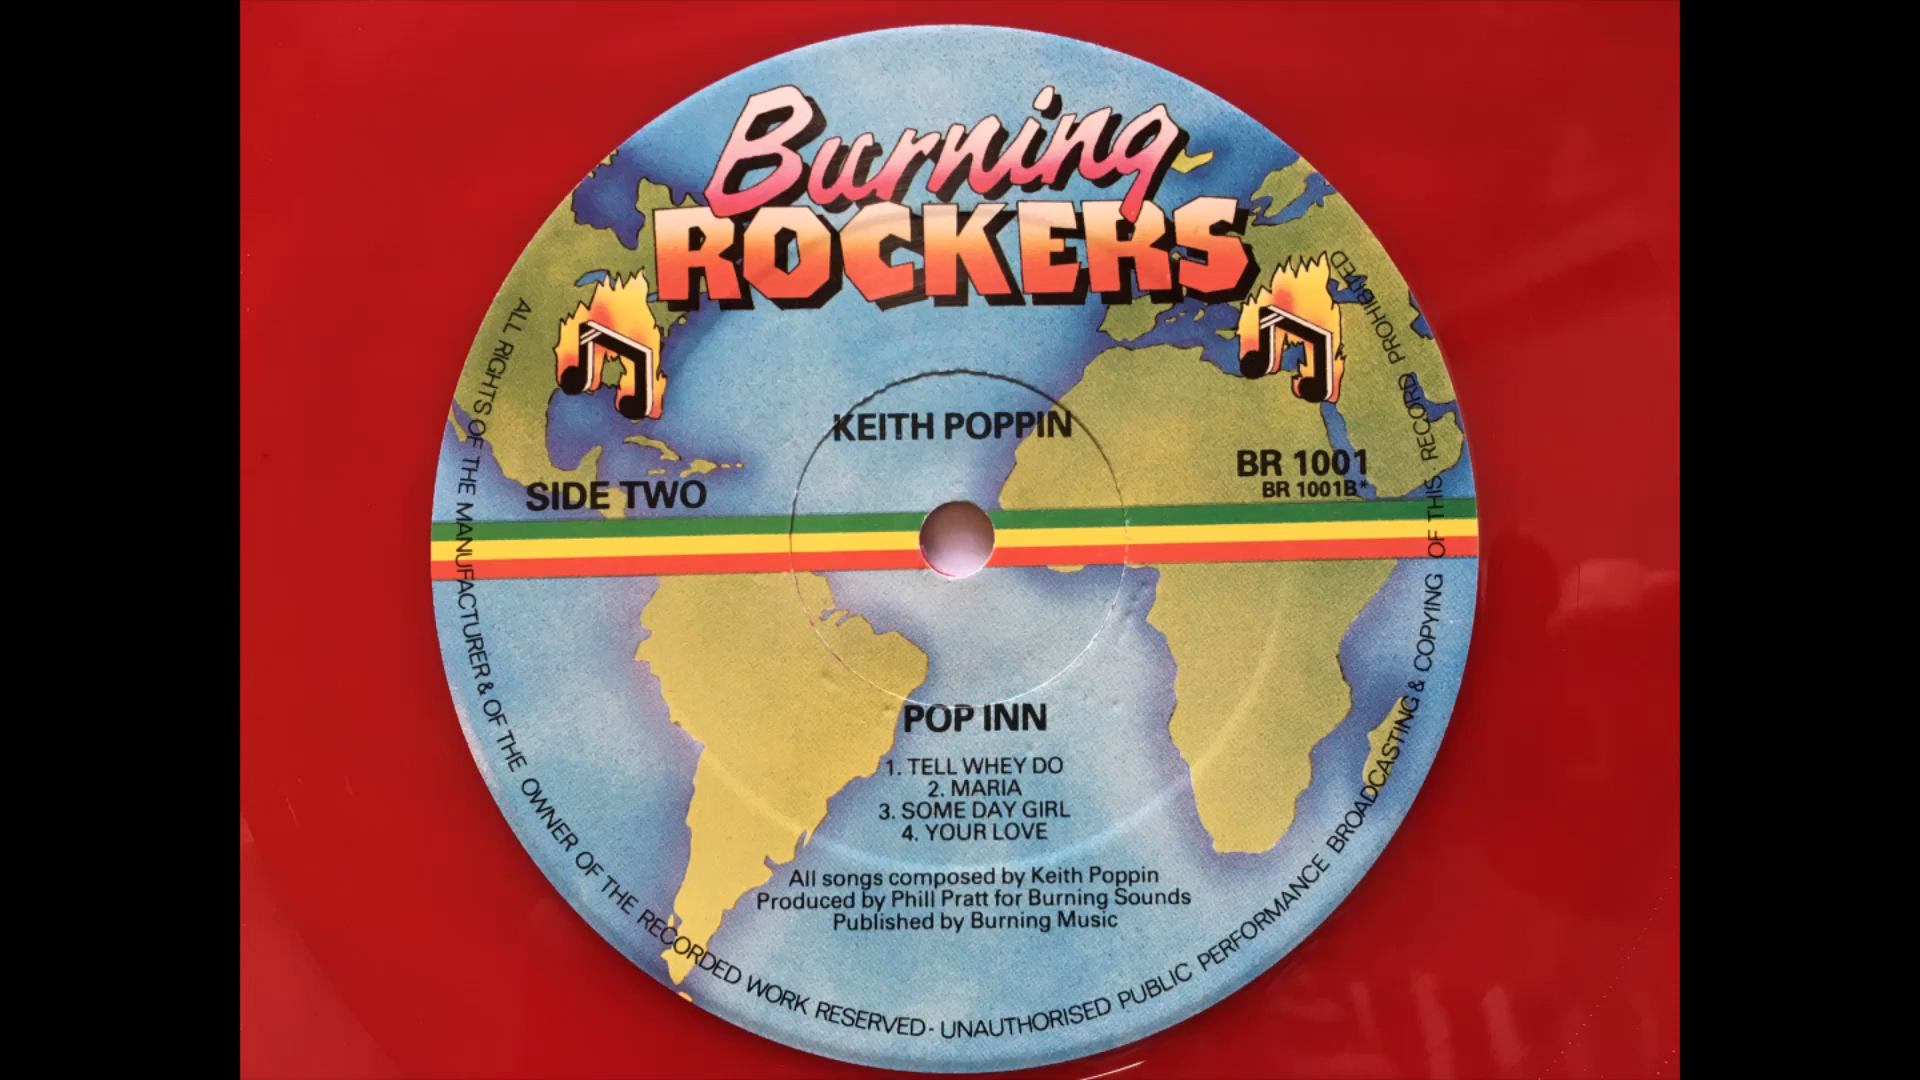 Burning
ROCKERS
KEITH POPPIN
SIDE TWO
BR 1001
BR 1001B*
POP INN
1. TELL WHEY DO
2. MARIA
3. SOME DAY GIRL
4. YOUR LOVE
All songs composed by Keith Poppin
Produced by Phill Pratt for Burning Sounds
Published by Burning Music
ALL RIGHTS OF THE MANUFACTURER & OF THE OWNER OF THE RECORDED WORK RESERVED - UNAUTHORISED PUBLIC PERFORMANCE BROADCASTING & COPYING OF THIS RECORD PROHIBITED